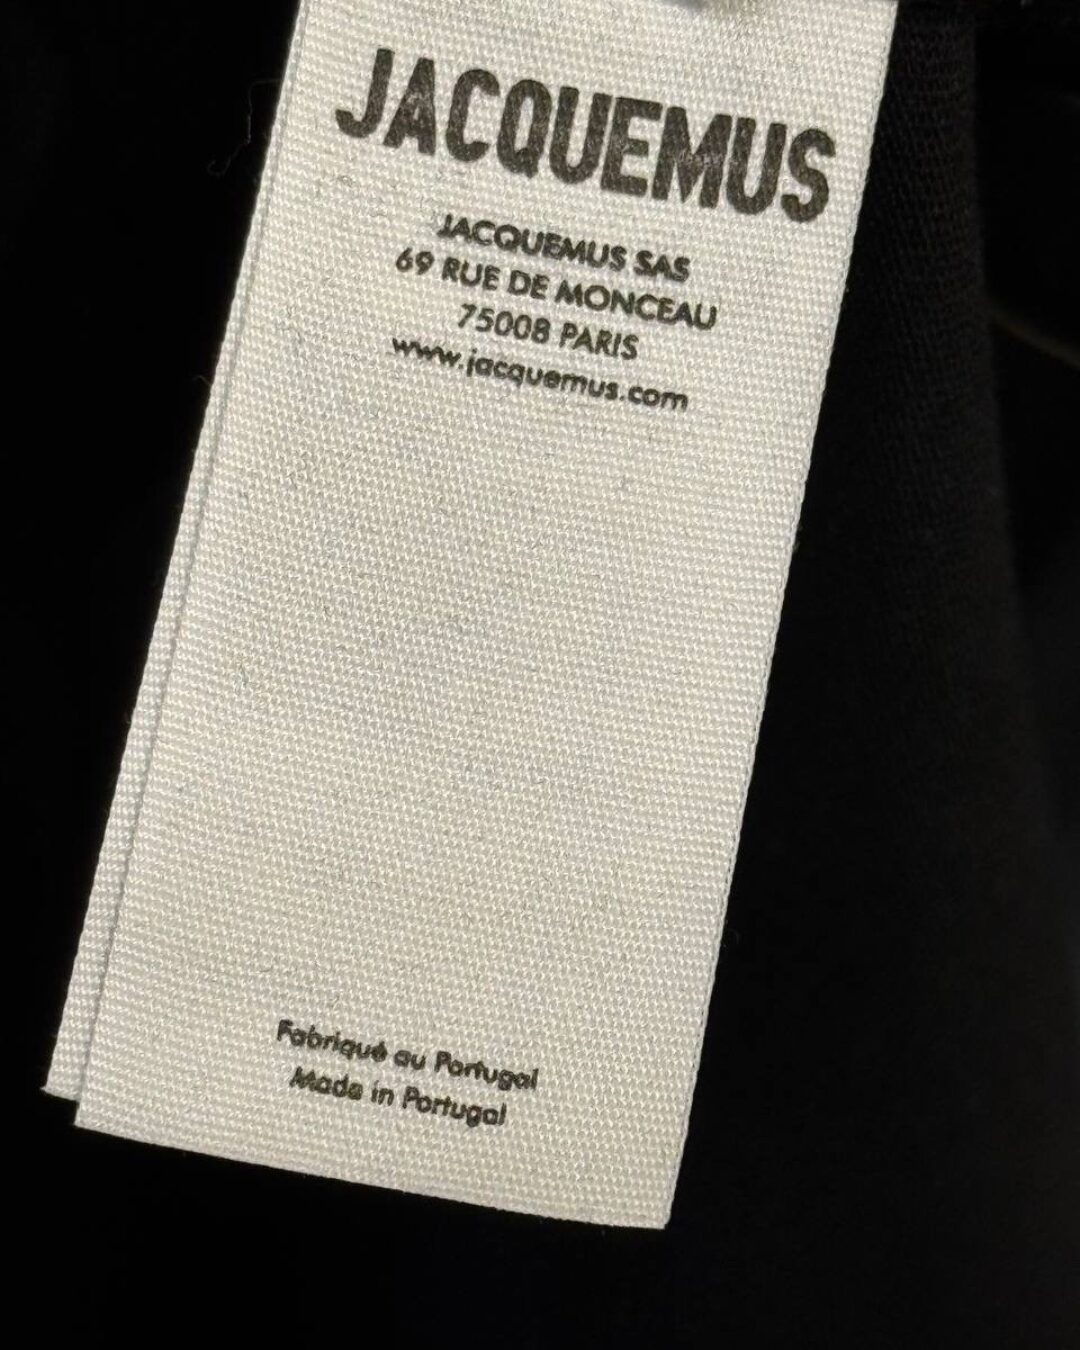 JACQUEMUS
JACQUEMUS SAS
69 RUE DE MONCEAU
75008 PARIS
www.jacquemus.com
Fabriqué au Portugal
Made in Portugal